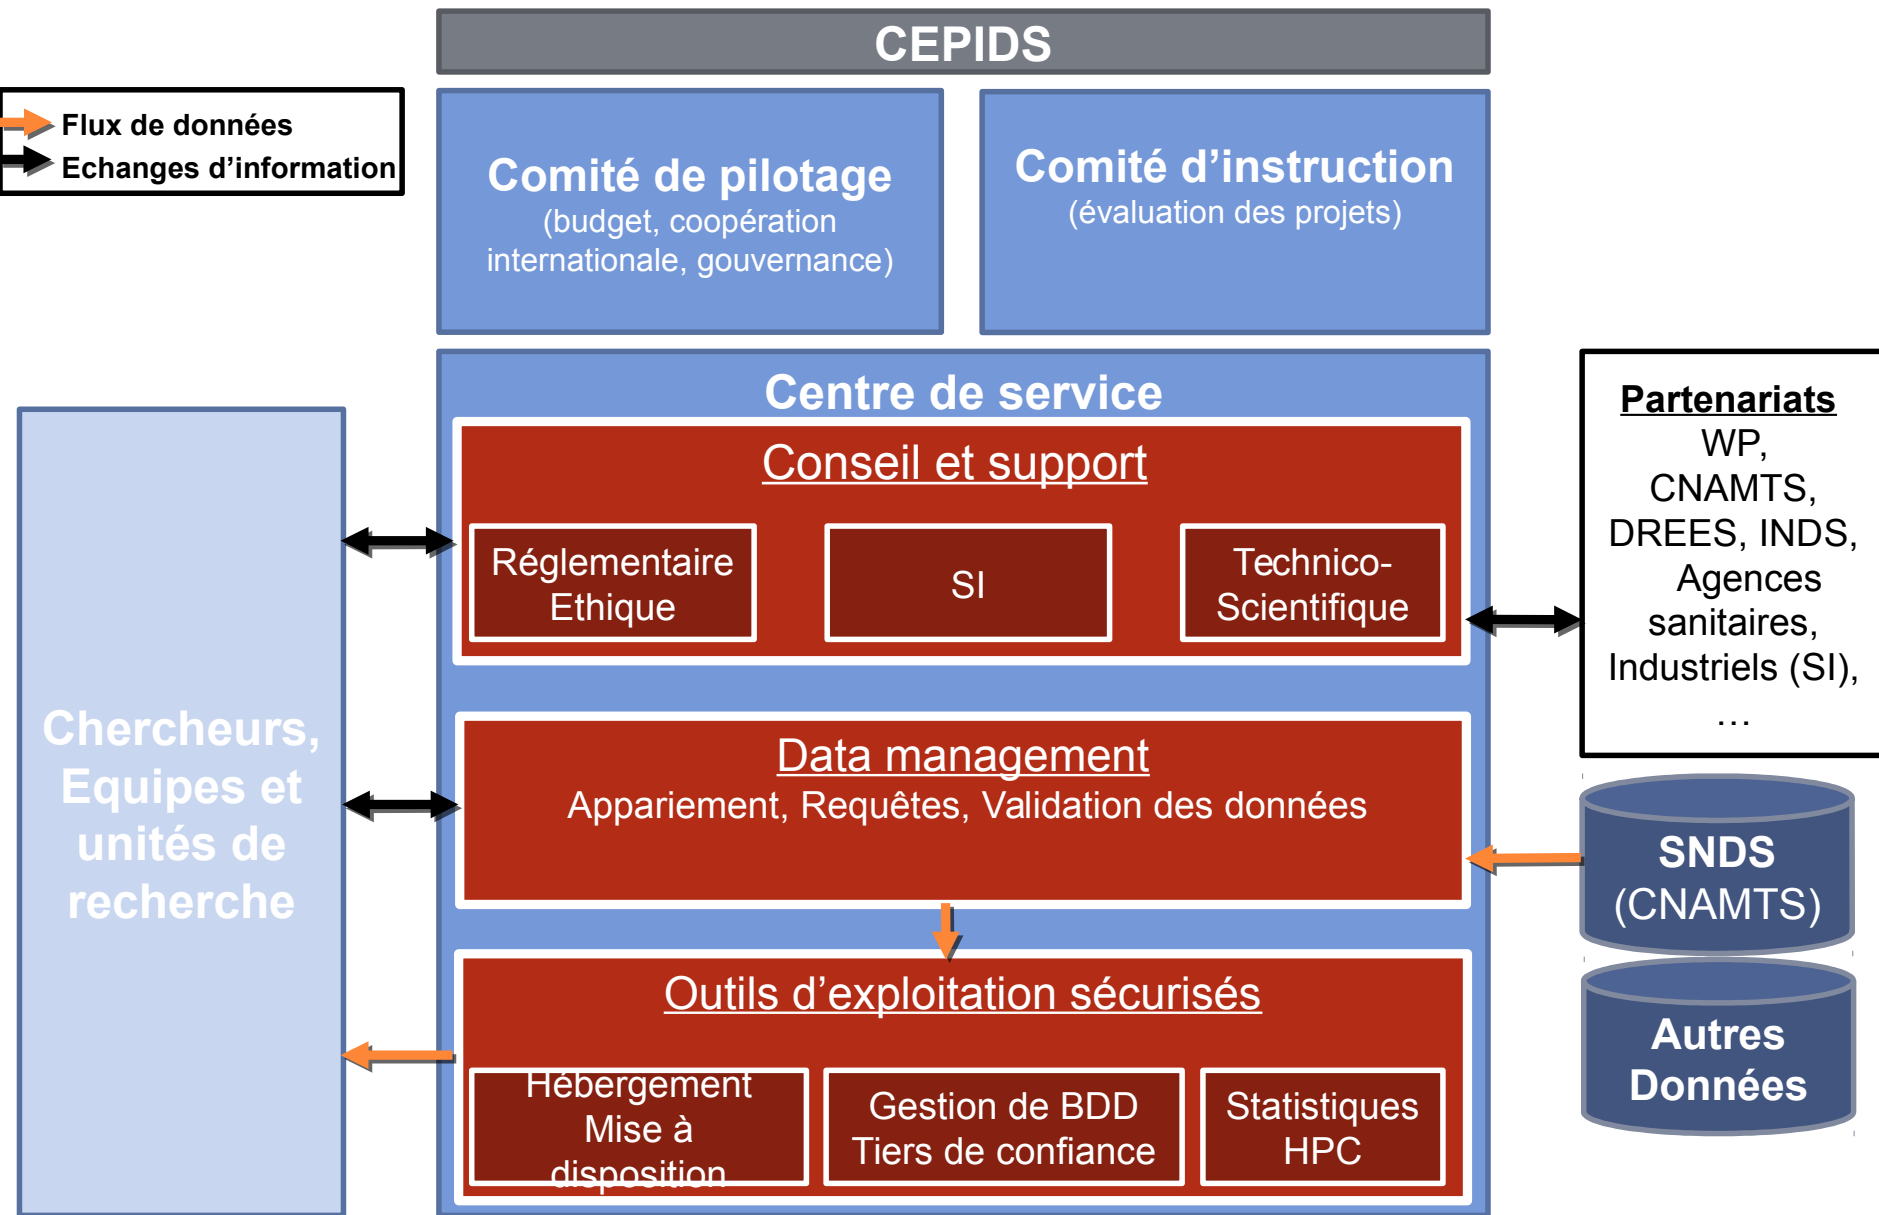 CEPIDS
Flux de données
Echanges d’information
Comité de pilotage
(budget, coopération
internationale, gouvernance)
Comité d’instruction
(évaluation des projets)
Centre de service
Conseil et support
Réglementaire
Ethique
SI
Technico-
Scientifique
Data management
Appariement, Requêtes, Validation des données
Outils d’exploitation sécurisés
Hébergement
Mise à
disposition
Gestion de BDD
Tiers de confiance
Statistiques
HPC
Chercheurs,
Equipes et
unités de
recherche
Partenariats
WP,
CNAMTS,
DREES, INDS,
Agences
sanitaires,
Industriels (SI),
…
SNDS
(CNAMTS)
Autres
Données